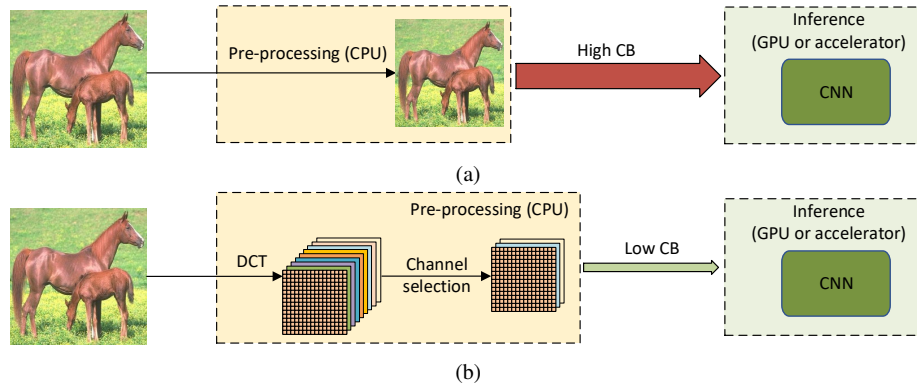 Pre-processing (CPU)
High CB
Inference
(GPU or accelerator)
CNN
(a)
Pre-processing (CPU)
DCT
Channel
selection
Low CB
Inference
(GPU or accelerator)
CNN
(b)